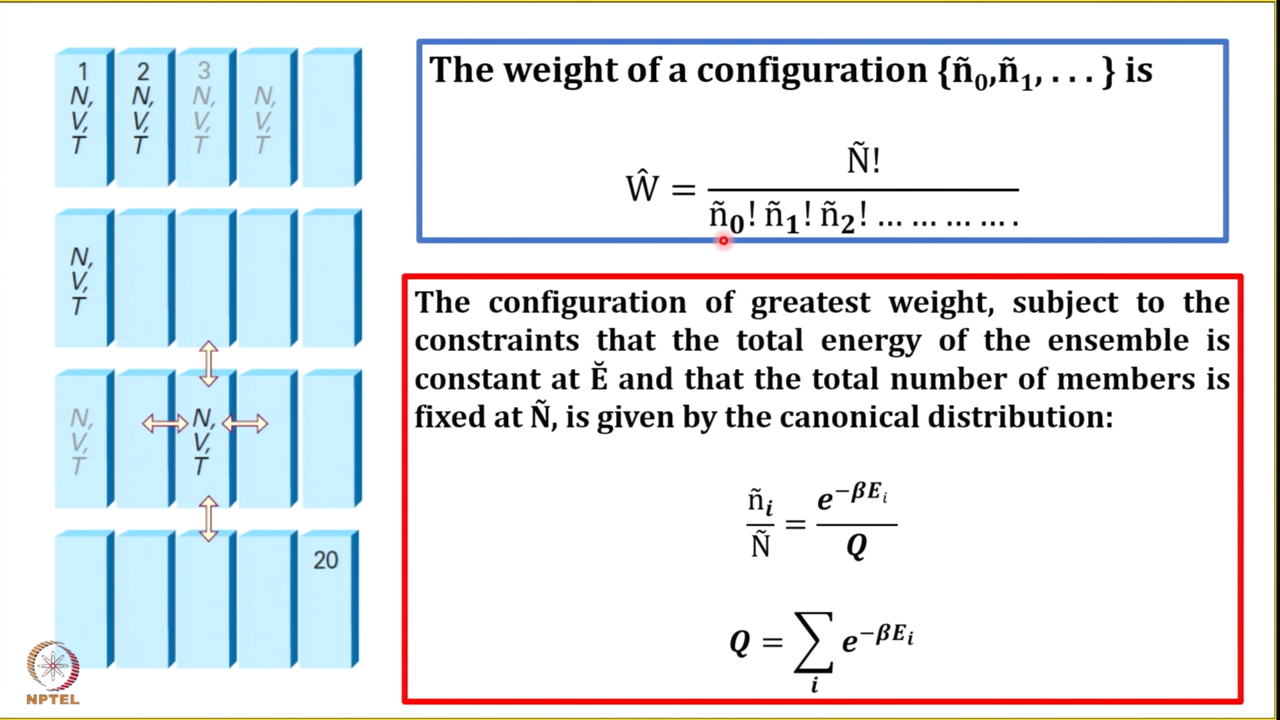 1 2 3
N, N, N, N,
V, V, V, V,
T T T T
N,
V,
T
N, N,
V, V,
T T
20
NPTEL
The weight of a configuration {ñ₀,ñ₁, . . . } is
Ŵ = Ñ! / ñ₀! ñ₁! ñ₂! … … … … .
The configuration of greatest weight, subject to the
constraints that the total energy of the ensemble is
constant at Ĕ and that the total number of members is
fixed at Ñ, is given by the canonical distribution:
ñᵢ / Ñ = e^(−βEᵢ) / Q
Q = ∑ᵢ e^(−βEᵢ)